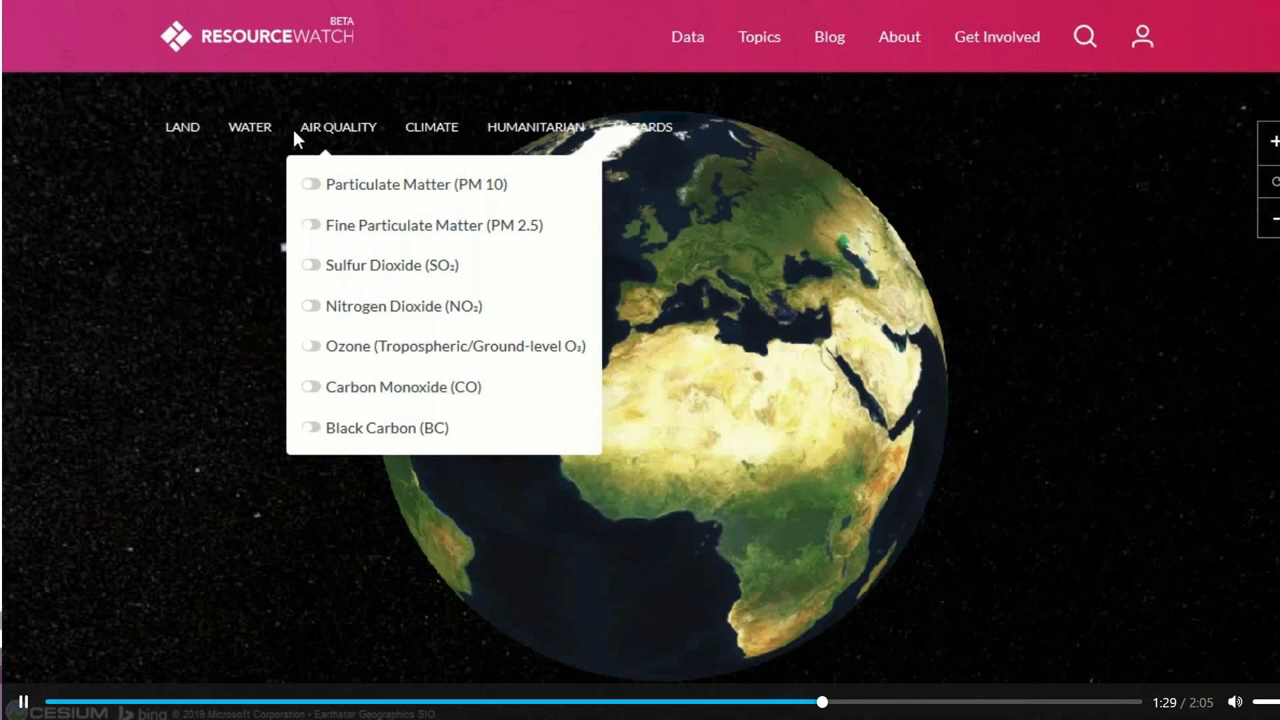 BETA
RESOURCEWATCH
Data Topics Blog About Get Involved
LAND WATER AIR QUALITY CLIMATE HUMANITARIAN HAZARDS
Particulate Matter (PM 10)
Fine Particulate Matter (PM 2.5)
Sulfur Dioxide (SO₂)
Nitrogen Dioxide (NO₂)
Ozone (Tropospheric/Ground-level O₃)
Carbon Monoxide (CO)
Black Carbon (BC)
1:29 / 2:05
CESIUM bing © 2019 Microsoft Corporation - Earthstar Geographics SIO